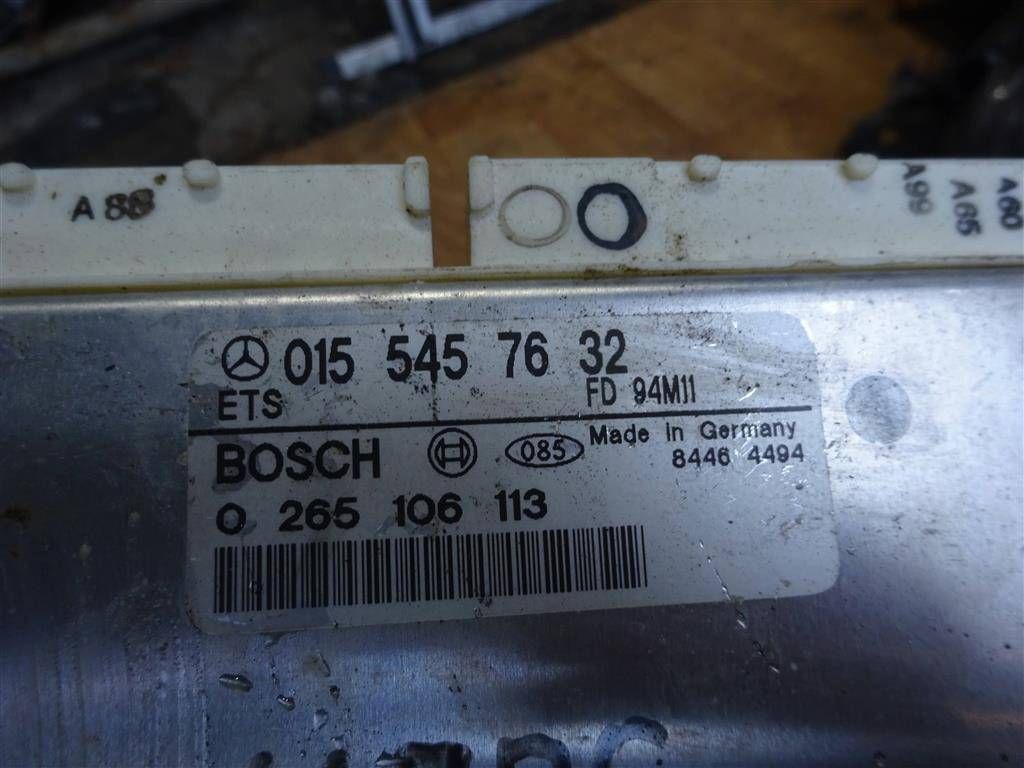 A 88
A99
A65
A60
015 545 76 32
ETS
FD 94M11
BOSCH
085
Made in Germany
8446 4494
0 265 106 113